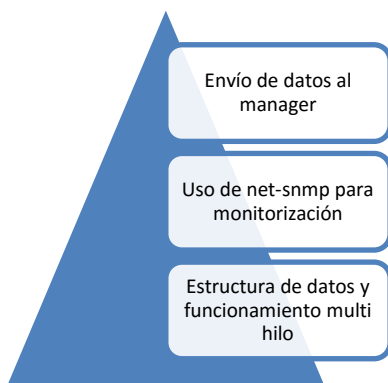 Envío de datos al
manager
Uso de net-snmp para
monitorización
Estructura de datos y
funcionamiento multi
hilo